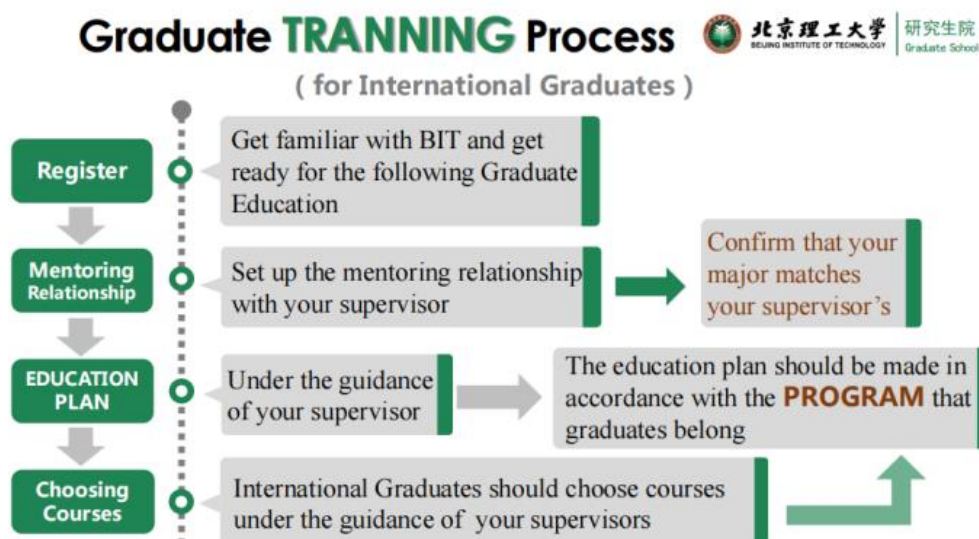 Graduate TRANNING Process
北京理工大学
BEIJING INSTITUTE OF TECHNOLOGY
研究生院
Graduate School
( for International Graduates )
Register
Get familiar with BIT and get
ready for the following Graduate
Education
Mentoring
Relationship
Set up the mentoring relationship
with your supervisor
Confirm that your
major matches
your supervisor's
EDUCATION
PLAN
Under the guidance
of your supervisor
The education plan should be made in
accordance with the PROGRAM that
graduates belong
Choosing
Courses
International Graduates should choose courses
under the guidance of your supervisors